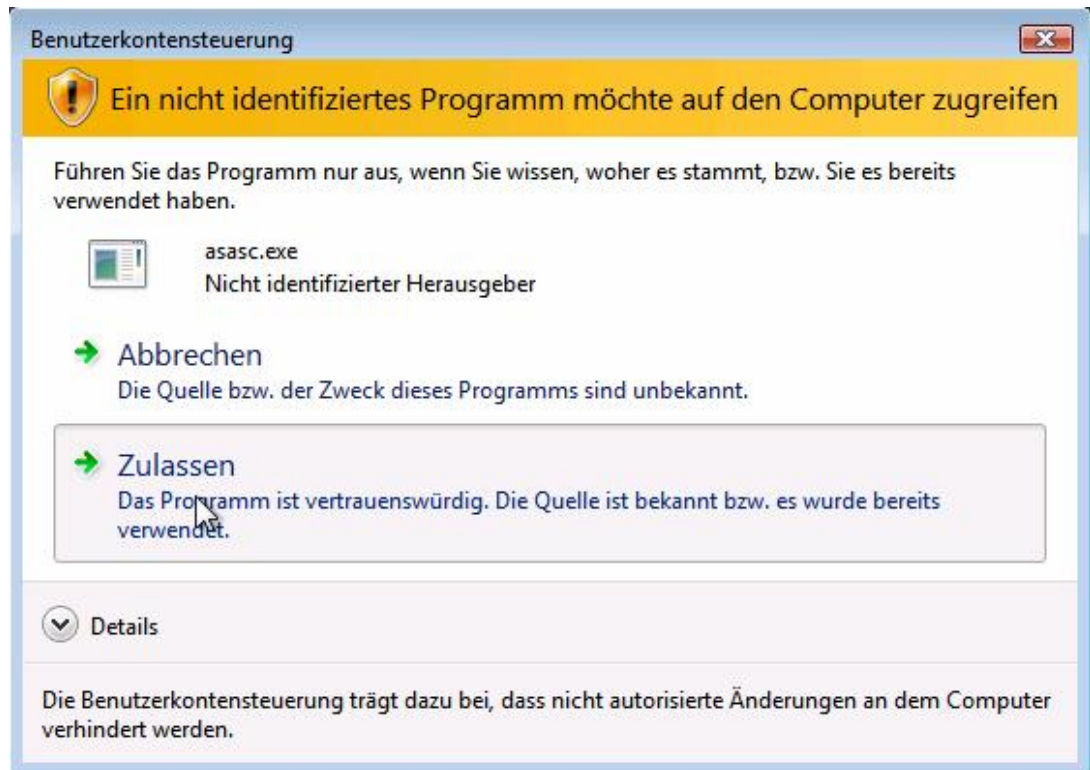 Benutzerkontensteuerung
Ein nicht identifiziertes Programm möchte auf den Computer zugreifen
Führen Sie das Programm nur aus, wenn Sie wissen, woher es stammt, bzw. Sie es bereits
verwendet haben.
asasc.exe
Nicht identifizierter Herausgeber
Abbrechen
Die Quelle bzw. der Zweck dieses Programms sind unbekannt.
Zulassen
Das Programm ist vertrauenswürdig. Die Quelle ist bekannt bzw. es wurde bereits
verwendet.
Details
Die Benutzerkontensteuerung trägt dazu bei, dass nicht autorisierte Änderungen an dem Computer
verhindert werden.